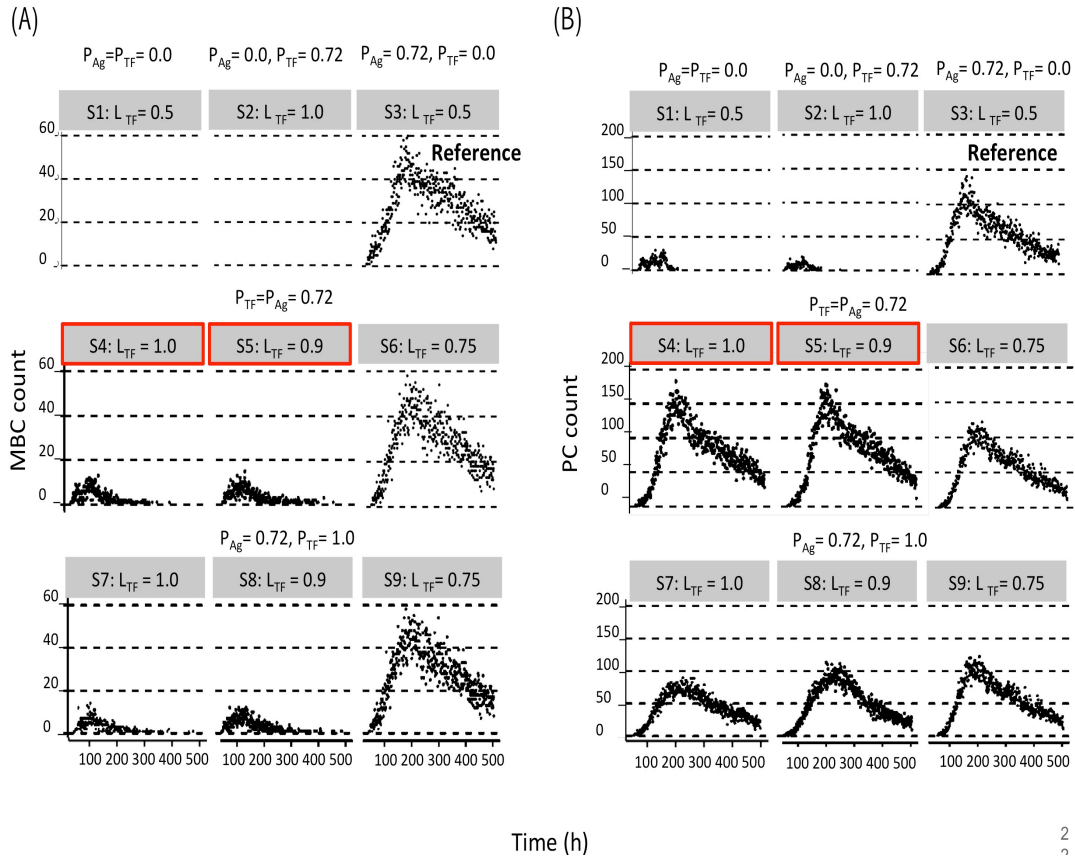 (A)
P_Ag=P_TF= 0.0 P_Ag= 0.0, P_TF= 0.72 P_Ag= 0.72, P_TF= 0.0
S1: L_TF = 0.5 S2: L_TF = 1.0 S3: L_TF = 0.5
Reference
60
40
20
0
P_TF=P_Ag= 0.72
S4: L_TF = 1.0 S5: L_TF = 0.9 S6: L_TF = 0.75
60
40
20
0
MBC count
P_Ag= 0.72, P_TF= 1.0
S7: L_TF = 1.0 S8: L_TF = 0.9 S9: L_TF = 0.75
60
40
20
0
100 200 300 400 500 100 200 300 400 500 100 200 300 400 500
(B)
P_Ag=P_TF= 0.0 P_Ag= 0.0, P_TF= 0.72 P_Ag= 0.72, P_TF= 0.0
S1: L_TF = 0.5 S2: L_TF = 1.0 S3: L_TF = 0.5
Reference
200
150
100
50
0
P_TF=P_Ag= 0.72
S4: L_TF = 1.0 S5: L_TF = 0.9 S6: L_TF = 0.75
200
150
100
50
0
PC count
P_Ag= 0.72, P_TF= 1.0
S7: L_TF = 1.0 S8: L_TF = 0.9 S9: L_TF = 0.75
200
150
100
50
0
100 200 300 400 500 100 200 300 400 500 100 200 300 400 500
Time (h)
2